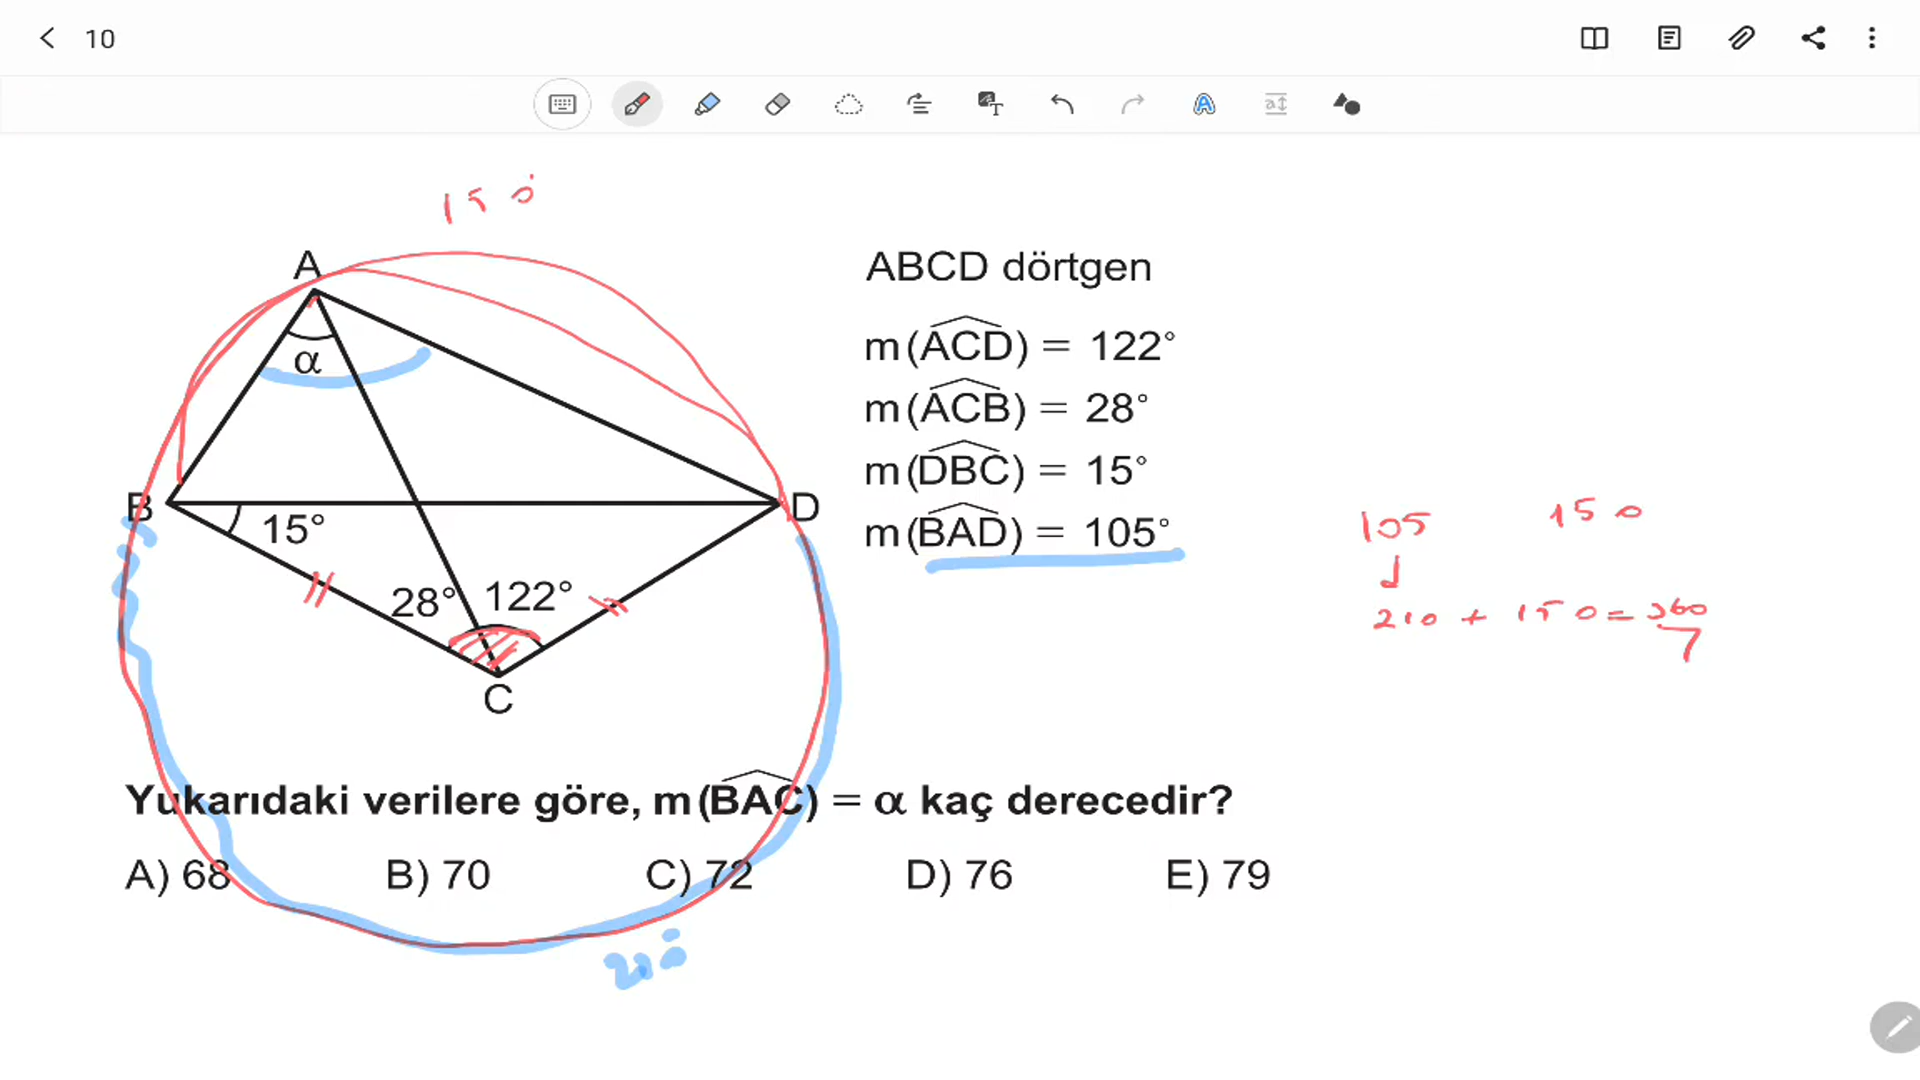 10
150°
A
α
B
15°
28°
122°
C
D
ABCD dörtgen
m(ACD) = 122°
m(ACB) = 28°
m(DBC) = 15°
m(BAD) = 105°
105 150
210 + 150 = 360
Yukarıdaki verilere göre, m(BAC) = α kaç derecedir?
A) 68 B) 70 C) 72 D) 76 E) 79